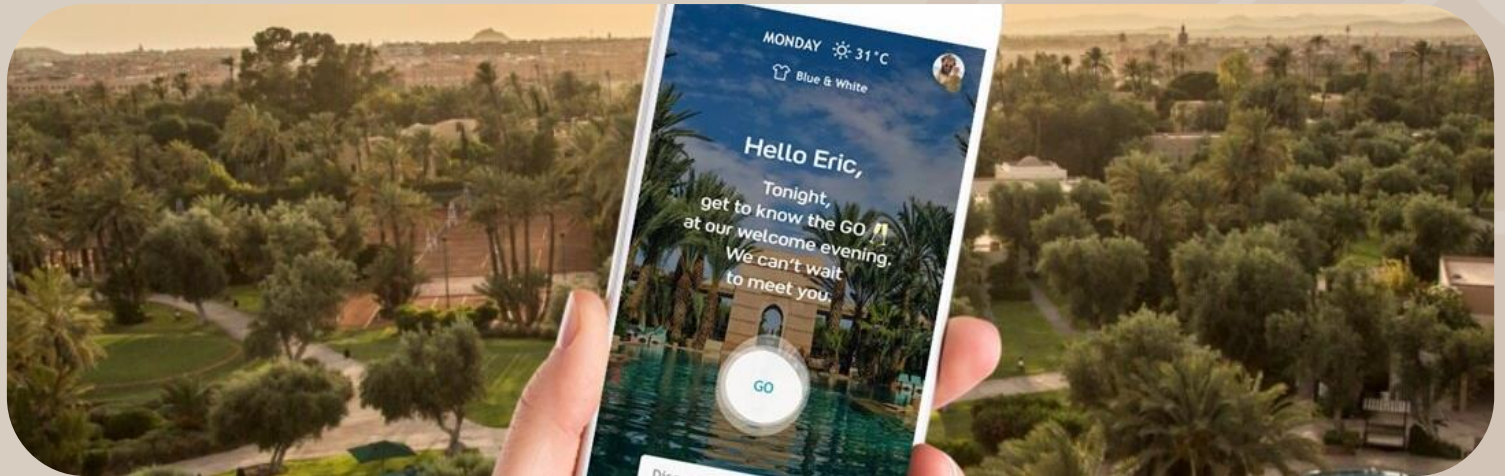 MONDAY 31°C
Blue & White
Hello Eric,
Tonight,
get to know the GO 🥂
at our welcome evening.
We can't wait
to meet you.
GO